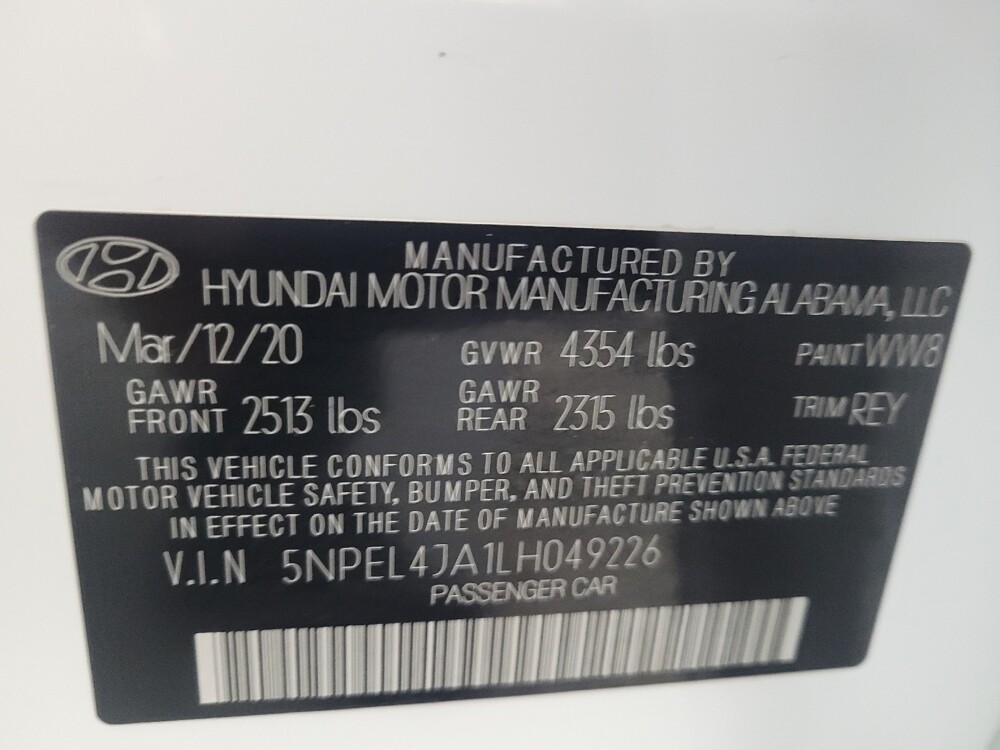 MANUFACTURED BY
HYUNDAI MOTOR MANUFACTURING ALABAMA, LLC
Mar/12/20 GVWR 4354 lbs PAINT WW8
GAWR FRONT 2513 lbs GAWR REAR 2315 lbs TRIM REY
THIS VEHICLE CONFORMS TO ALL APPLICABLE U.S.A. FEDERAL
MOTOR VEHICLE SAFETY, BUMPER, AND THEFT PREVENTION STANDARDS
IN EFFECT ON THE DATE OF MANUFACTURE SHOWN ABOVE
V.I.N 5NPEL4JA1LH049226
PASSENGER CAR